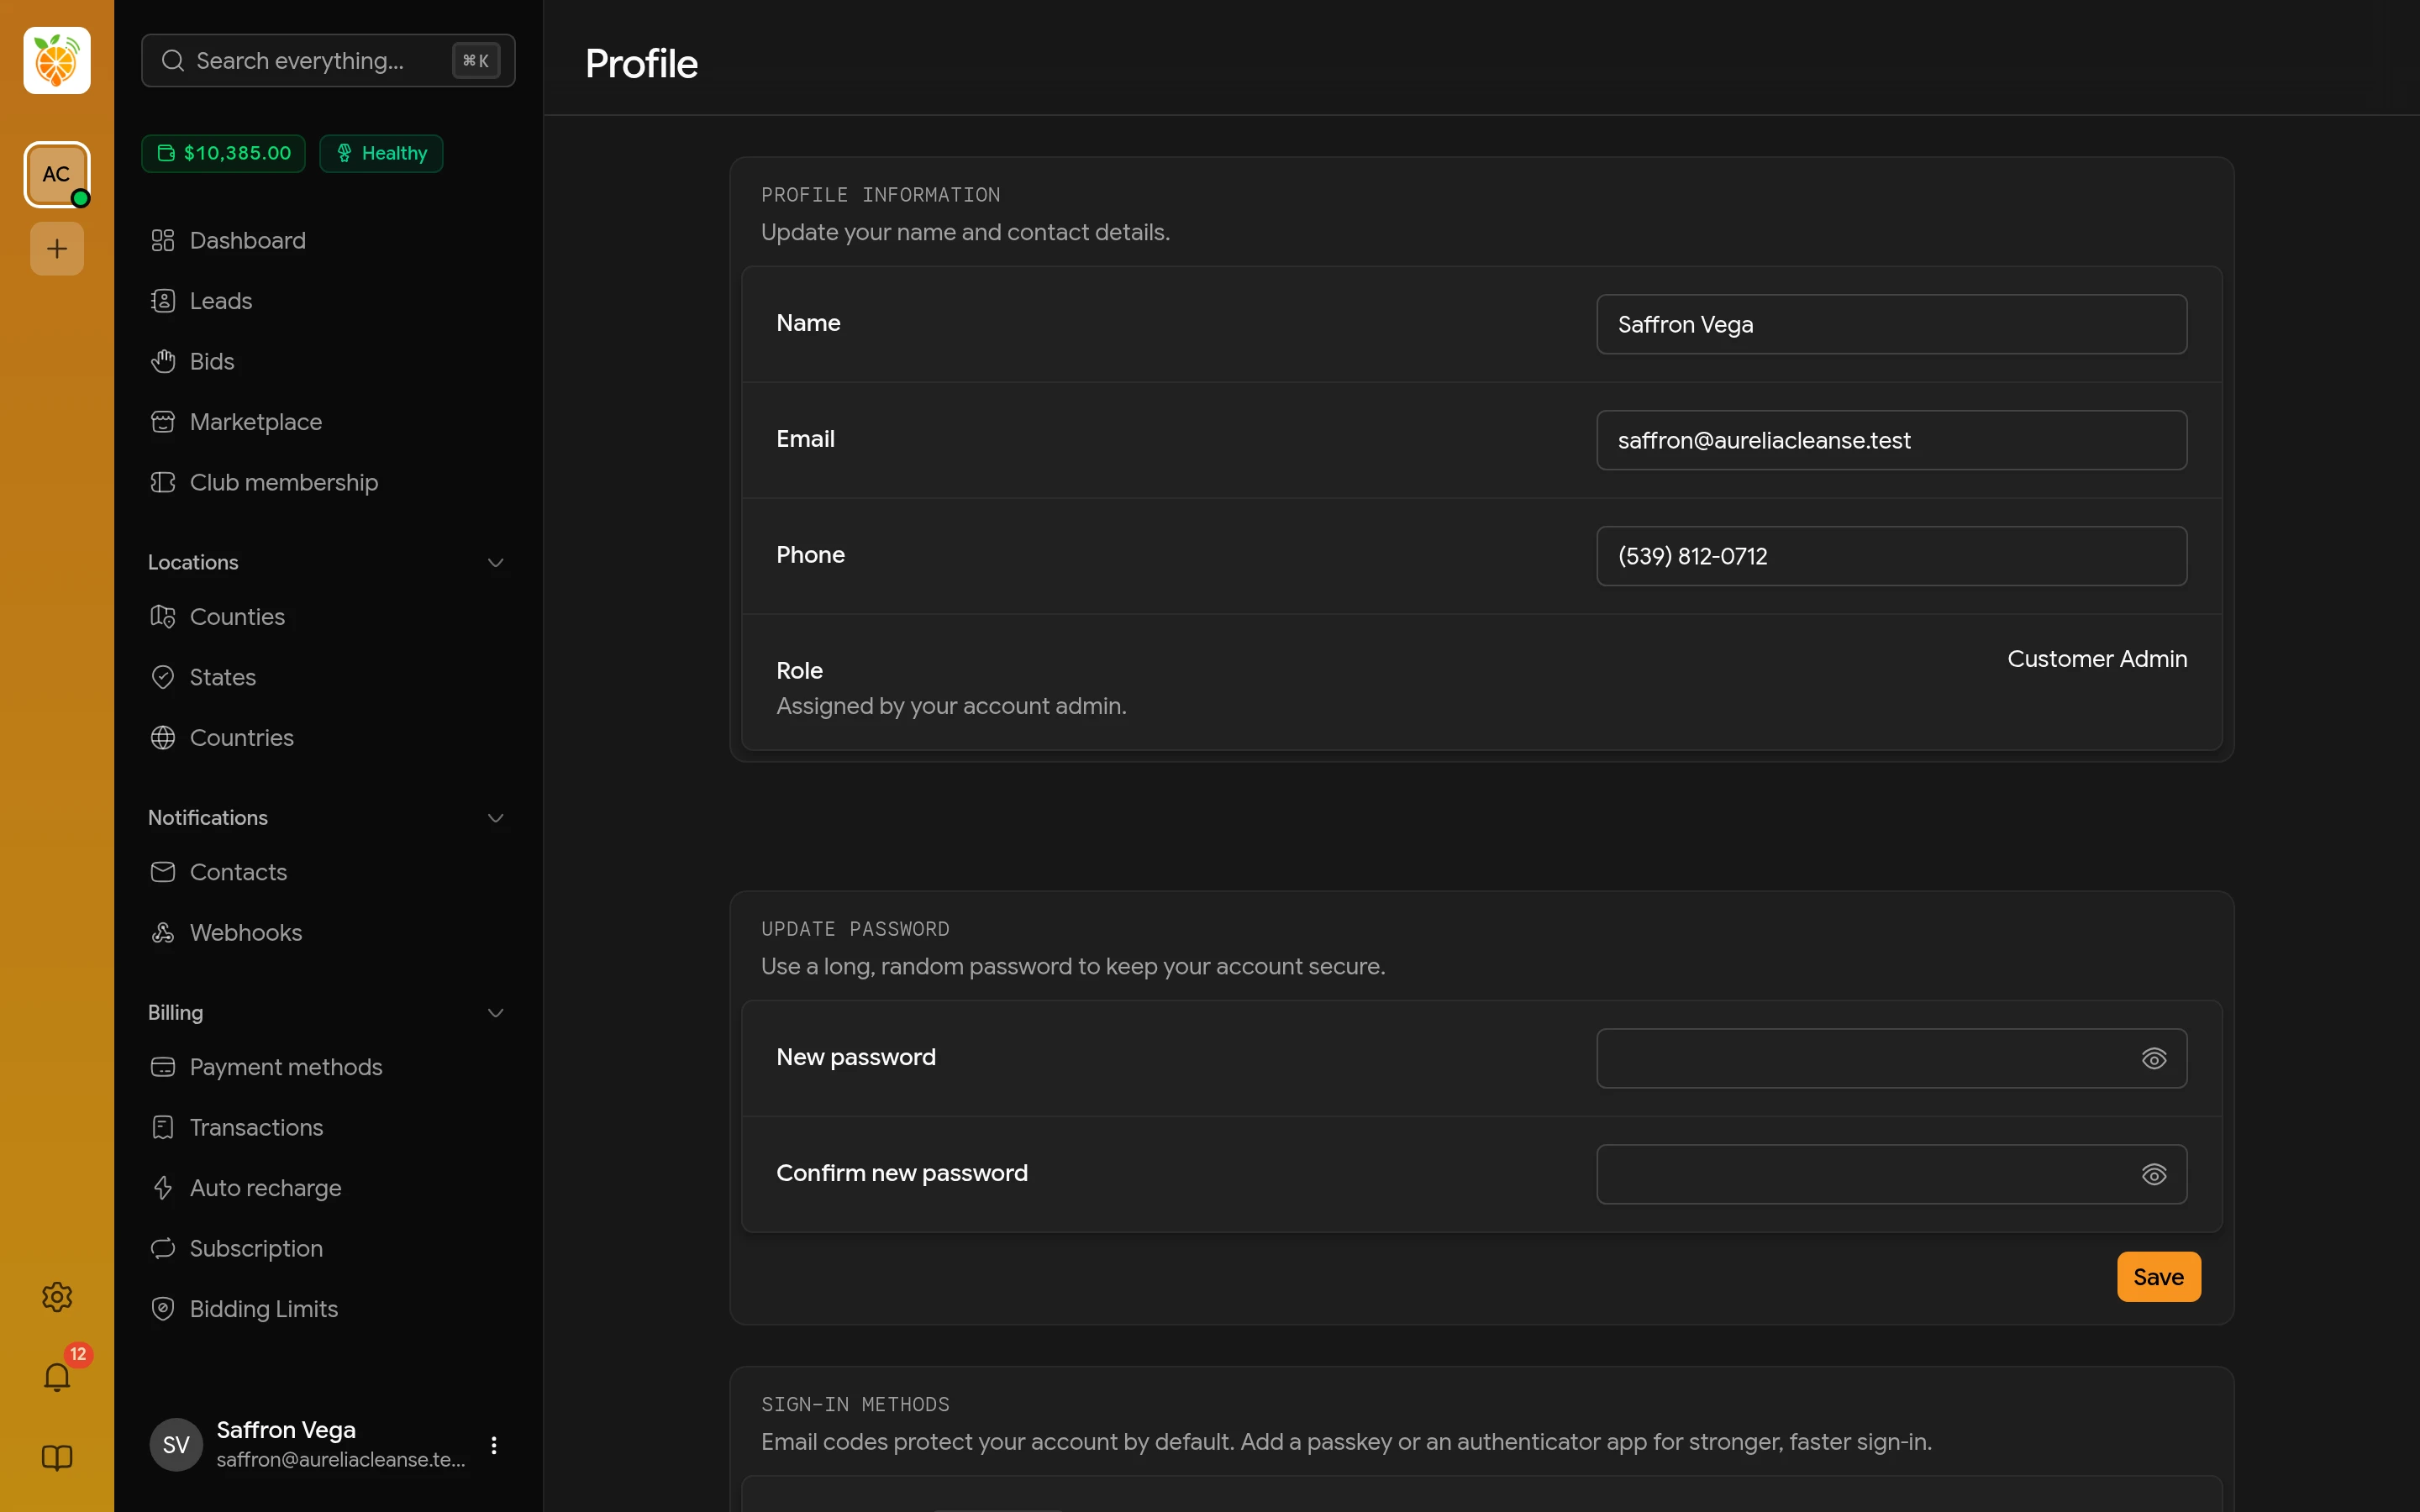 Search everything...
⌘ K
AC
$10,385.00
Healthy
Dashboard
Leads
Bids
Marketplace
Club membership
Locations
Counties
States
Countries
Notifications
Contacts
Webhooks
Billing
Payment methods
Transactions
Auto recharge
Subscription
Bidding Limits
12
SV
Saffron Vega
saffron@aureliacleanse.te...
Profile
PROFILE INFORMATION
Update your name and contact details.
Name
Saffron Vega
Email
saffron@aureliacleanse.test
Phone
(539) 812-0712
Role
Customer Admin
Assigned by your account admin.
UPDATE PASSWORD
Use a long, random password to keep your account secure.
New password
Confirm new password
Save
SIGN-IN METHODS
Email codes protect your account by default. Add a passkey or an authenticator app for stronger, faster sign-in.